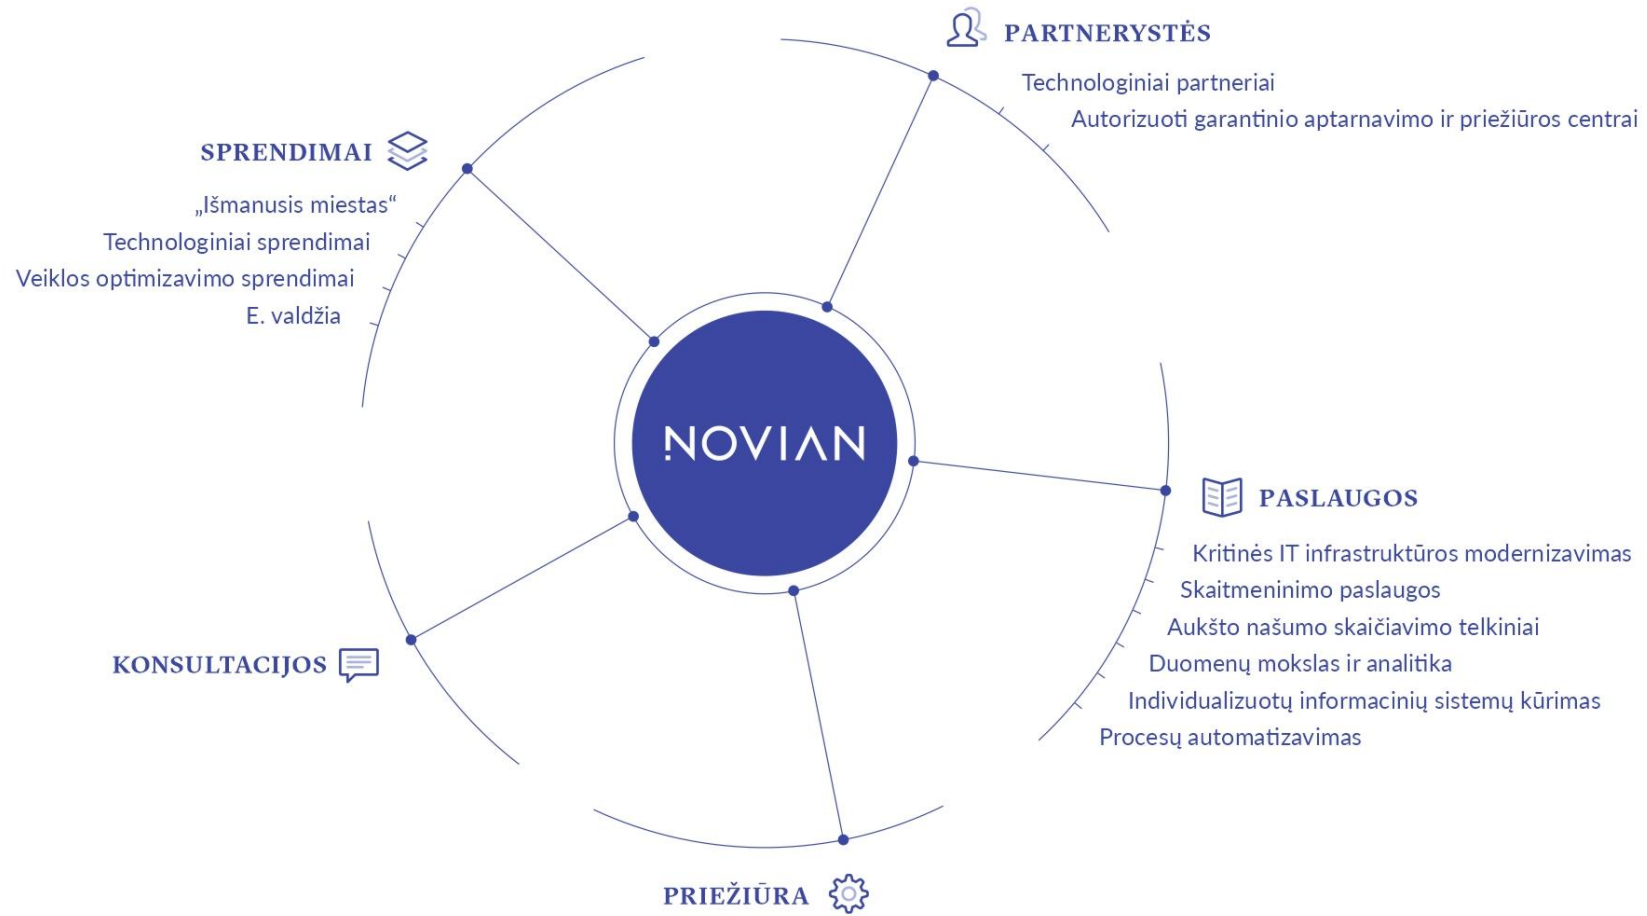 PARTNERYSTĖS
Technologiniai partneriai
Autorizuoti garantinio aptarnavimo ir priežiūros centrai
SPRENDIMAI
„Išmanusis miestas“
Technologiniai sprendimai
Veiklos optimizavimo sprendimai
E. valdžia
NOVIAN
PASLAUGOS
Kritinės IT infrastruktūros modernizavimas
Skaitmeninimo paslaugos
Aukšto našumo skaičiavimo telkiniai
Duomenų mokslas ir analitika
Individualizuotų informacinių sistemų kūrimas
Procesų automatizavimas
KONSULTACIJOS
PRIEŽIŪRA